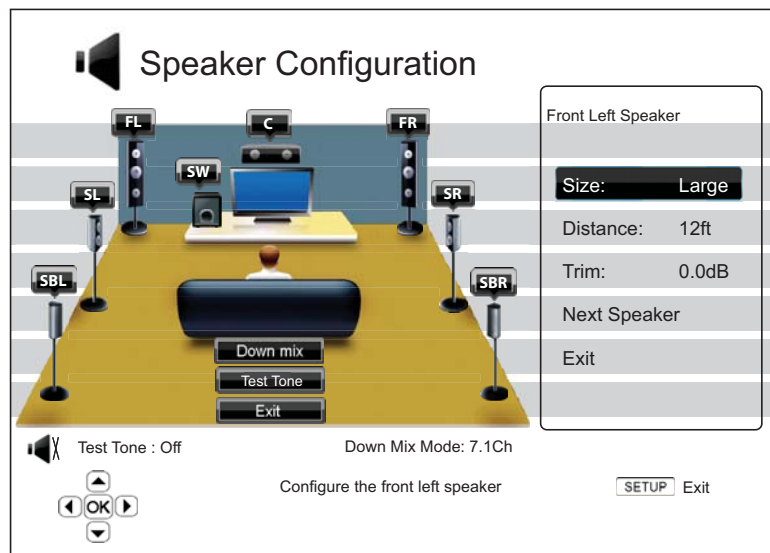 Speaker Configuration
FL
C
FR
SW
SL
SR
SBL
SBR
Down mix
Test Tone
Exit
Front Left Speaker
Size: Large
Distance: 12ft
Trim: 0.0dB
Next Speaker
Exit
Test Tone : Off
Down Mix Mode: 7.1Ch
OK
Configure the front left speaker
SETUP Exit